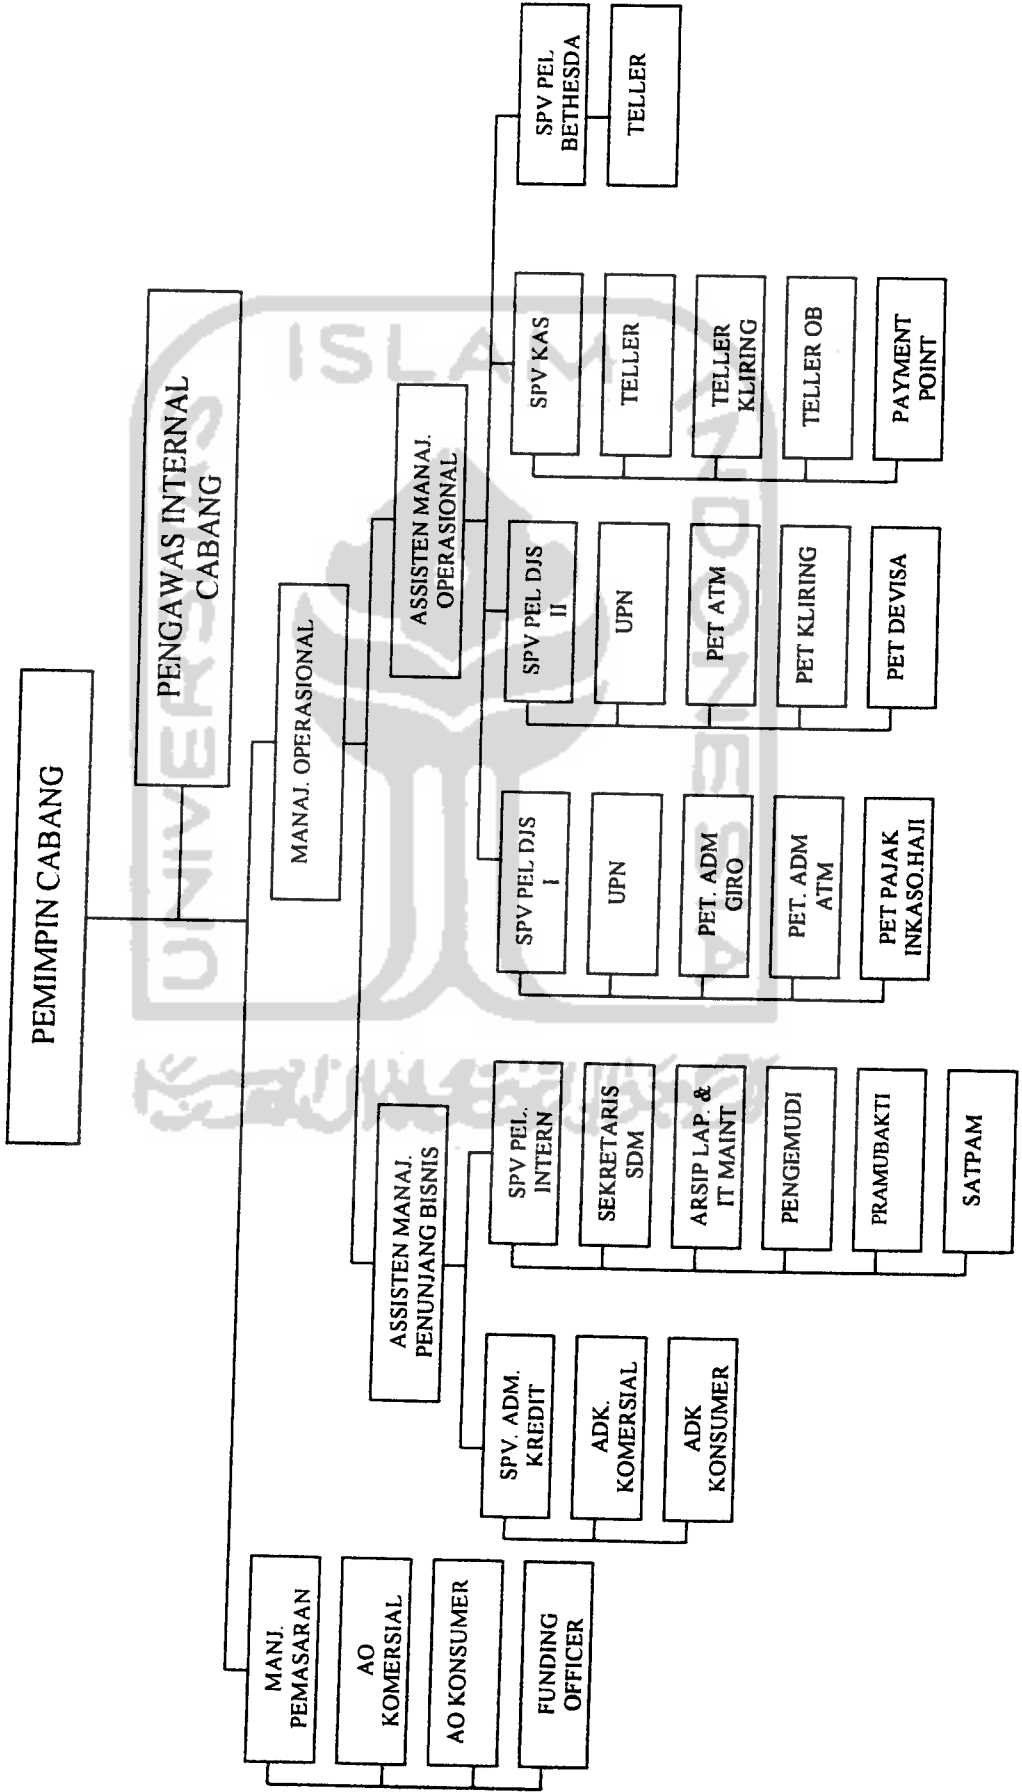 PEMIMPIN CABANG
PENGAWAS INTERNAL
CABANG
MANJ.
PEMASARAN
AO
KOMERSIAL
AO KONSUMER
FUNDING
OFFICER
MANAJ. OPERASIONAL
ASSISTEN MANAJ.
PENUNJANG BISNIS
SPV. ADM.
KREDIT
ADK.
KOMERSIAL
ADK
KONSUMER
SPV PEL.
INTERN
SEKRETARIS
SDM
ARSIP LAP. &
IT MAINT
PENGEMUDI
PRAMUBAKTI
SATPAM
ASSISTEN MANAJ.
OPERASIONAL
SPV PEL DJS
I
UPN
PET. ADM
GIRO
PET. ADM
ATM
PET PAJAK
INKASO.HAJI
SPV PEL DJS
II
UPN
PET ATM
PET KLIRING
PET DEVISA
SPV KAS
TELLER
TELLER
KLIRING
TELLER OB
PAYMENT
POINT
SPV PEL
BETHESDA
TELLER
UNIVERSITAS
ISLAM
INDONESIA